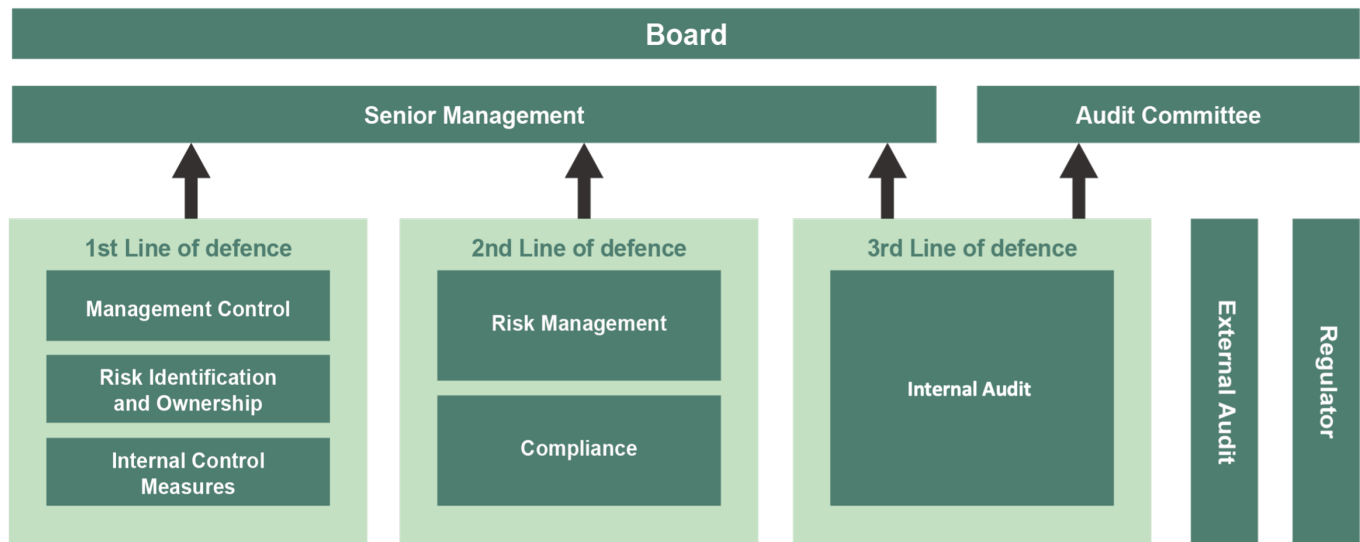 Board
Senior Management
Audit Committee
1st Line of defence
Management Control
Risk Identification
and Ownership
Internal Control
Measures
2nd Line of defence
Risk Management
Compliance
3rd Line of defence
Internal Audit
External Audit
Regulator